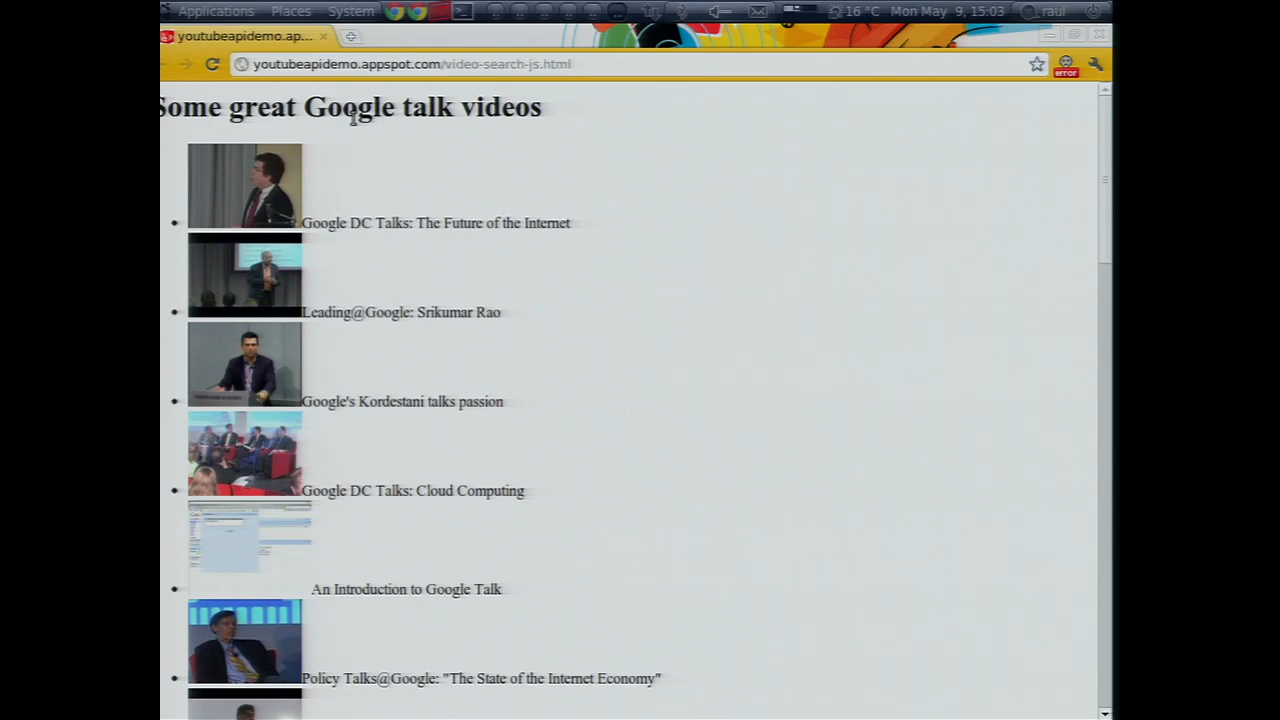 Applications Places System 16 °C Mon May 9, 15:03 raul
youtubeapidemo.ap...
youtubeapidemo.appspot.com/video-search-js.html
error
Some great Google talk videos
Google DC Talks: The Future of the Internet
Leading@Google: Srikumar Rao
Google's Kordestani talks passion
Google DC Talks: Cloud Computing
An Introduction to Google Talk
Policy Talks@Google: "The State of the Internet Economy"